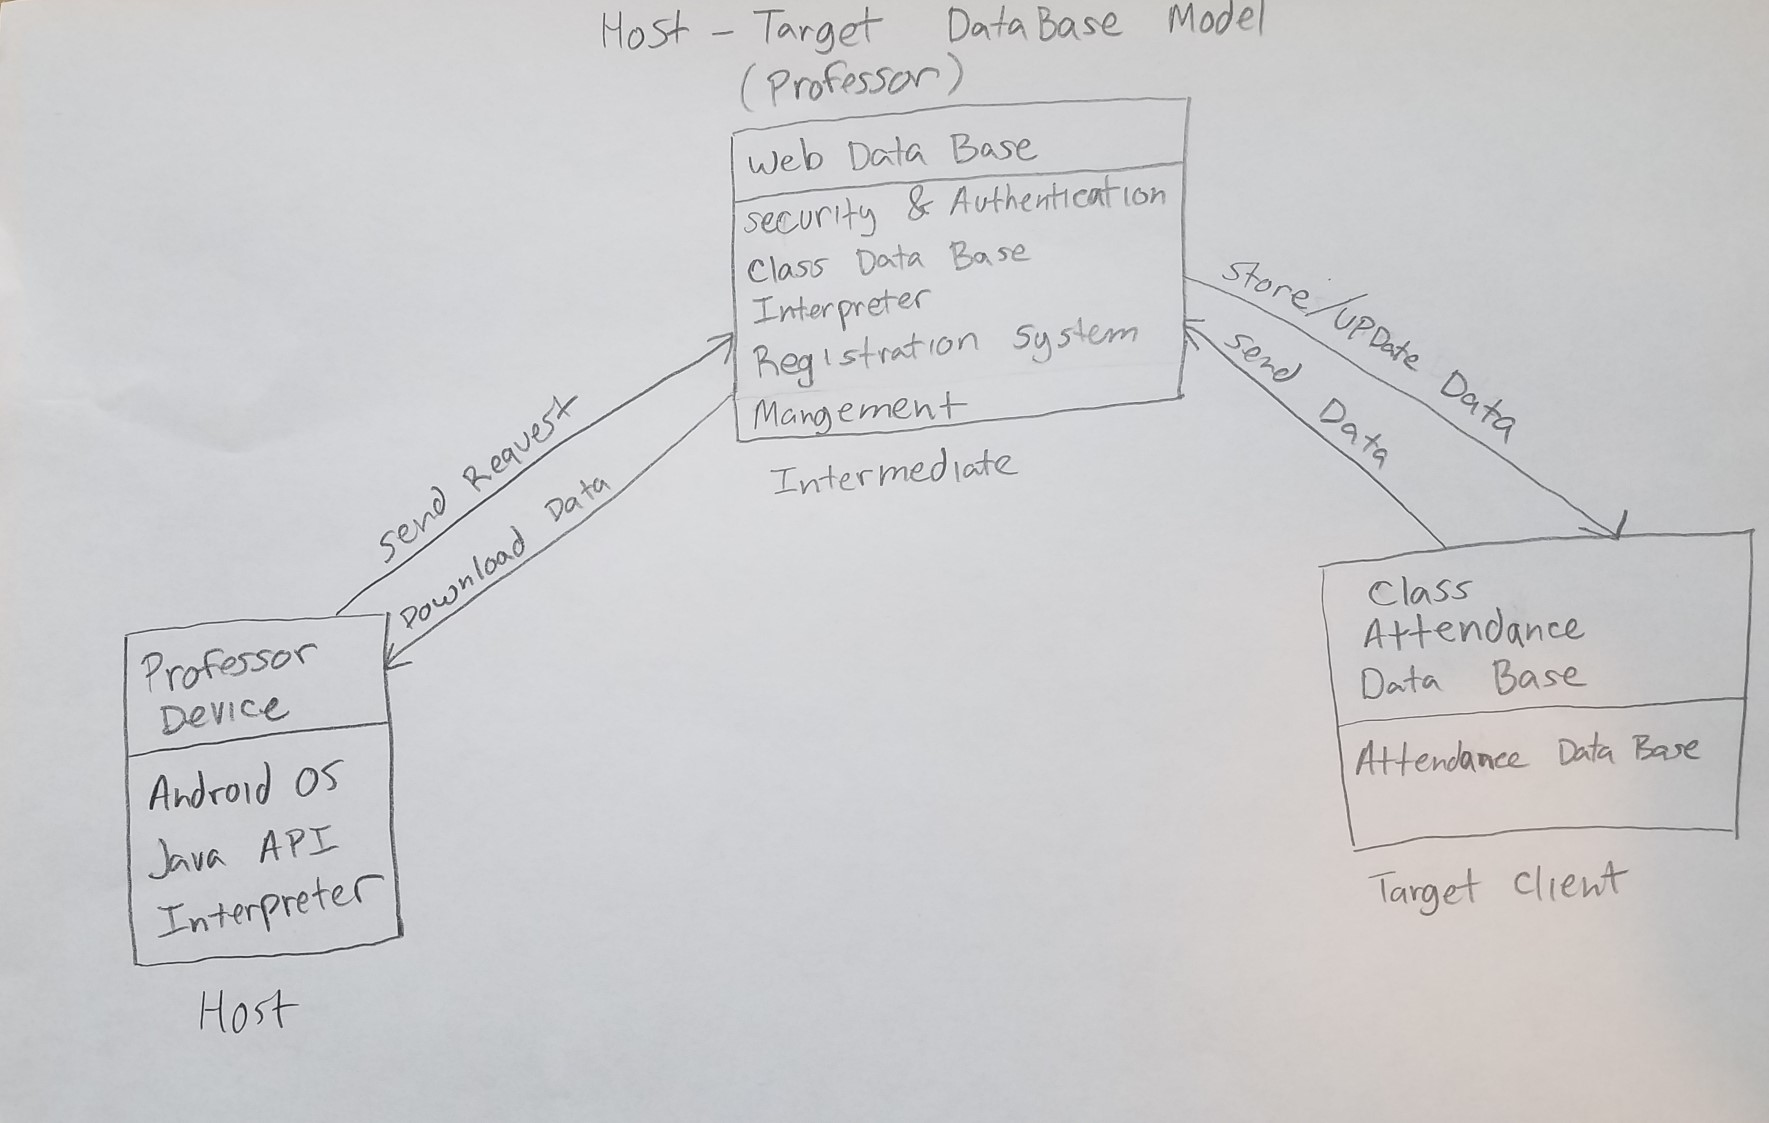 Host - Target DataBase Model
(Professor)
Web Data Base
security & Authentication
Class Data Base
Interpreter
Registration System
Mangement
Intermediate
Send Request
Download Data
Store/UPDate Data
Send Data
Professor
Device
Android OS
Java API
Interpreter
Host
Class
Attendance
Data Base
Attendance Data Base
Target Client